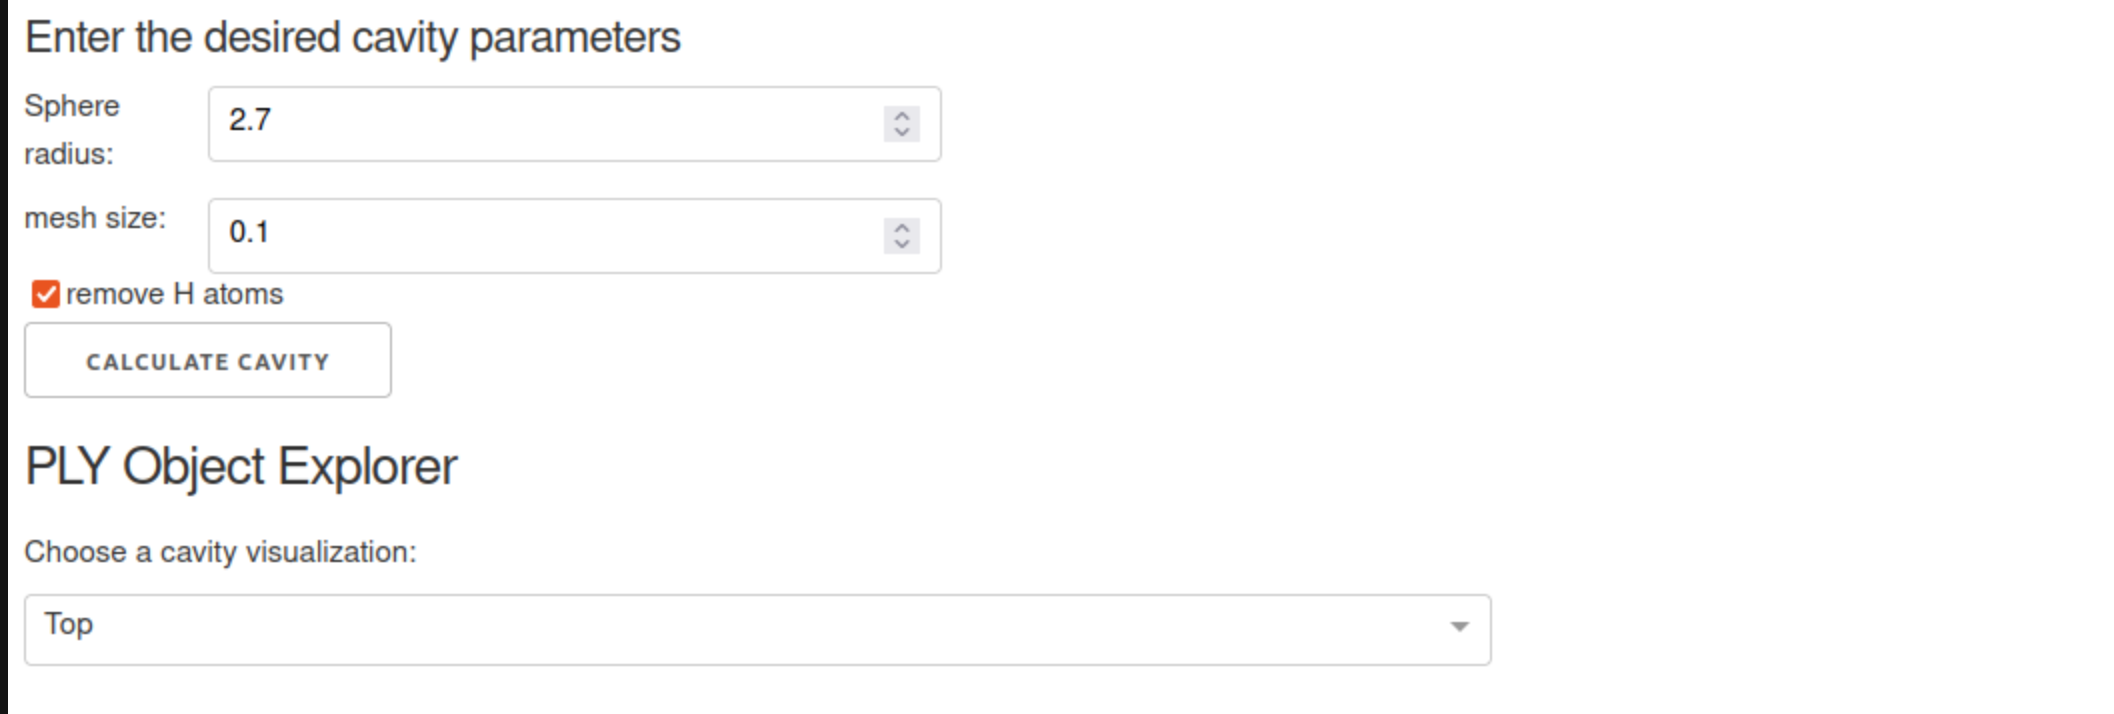 Enter the desired cavity parameters
Sphere
radius:
2.7
mesh size:
0.1
remove H atoms
CALCULATE CAVITY
PLY Object Explorer
Choose a cavity visualization:
Top